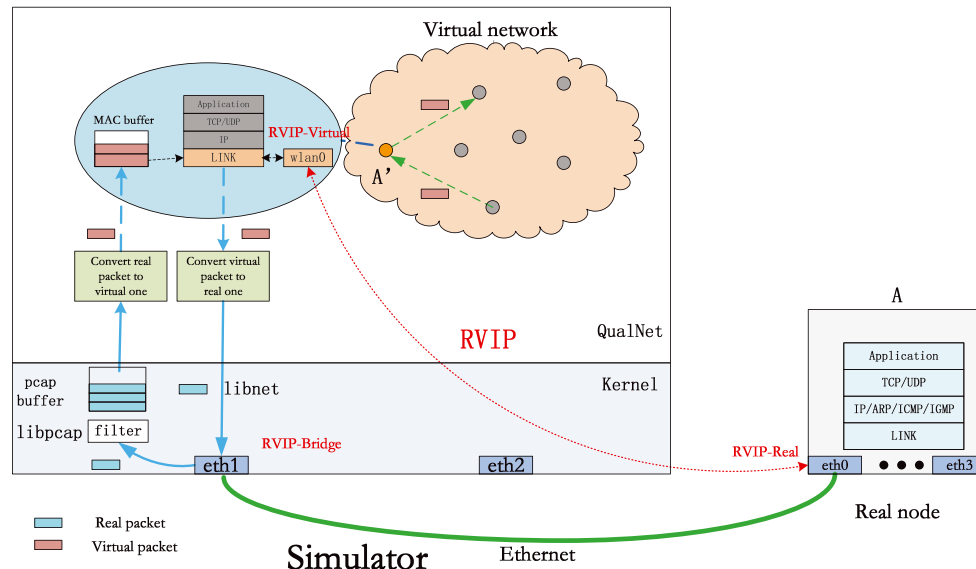 Virtual network
Application
MAC buffer
TCP/UDP
RVIP-Virtual
IP
LINK
wlan0
A'
Convert real
packet to
virtual one
Convert virtual
packet to
real one
A
RVIP
QualNet
Application
pcap
buffer
libnet
Kernel
TCP/UDP
IP/ARP/ICMP/IGMP
libpcap
filter
LINK
RVIP-Bridge
RVIP-Real
eth1
eth2
eth0
eth3
Real node
Real packet
Virtual packet
Simulator
Ethernet